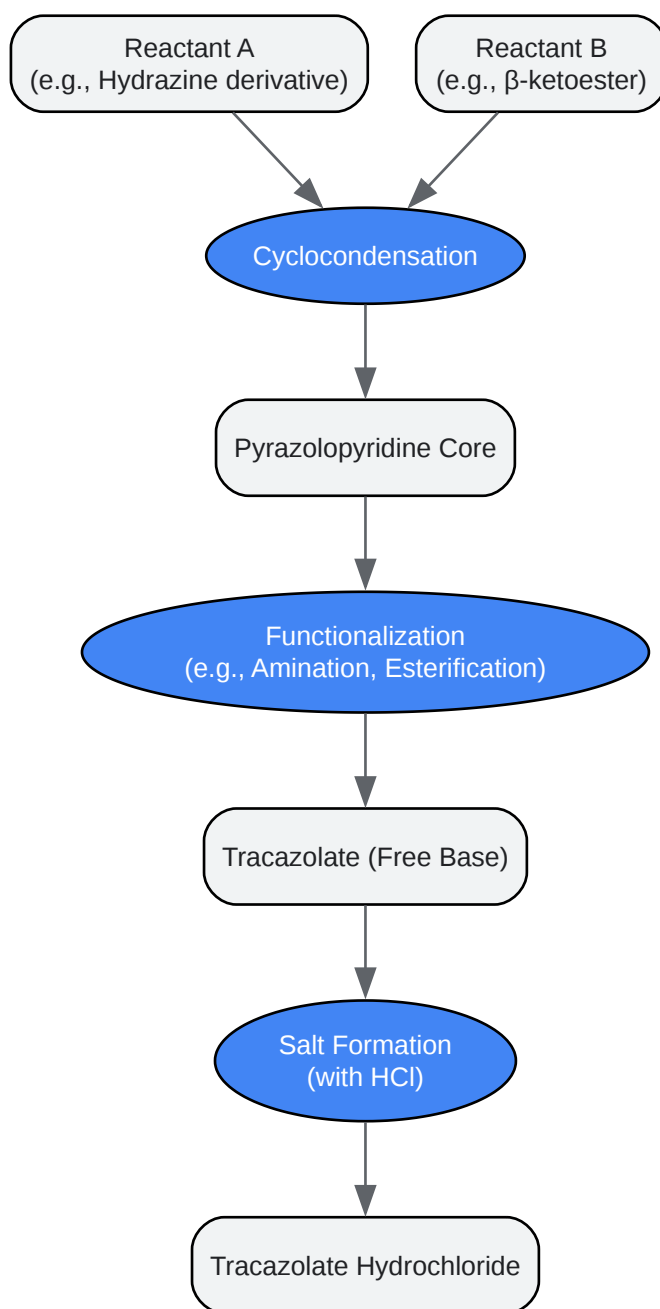 Reactant A
(e.g., Hydrazine derivative)
Reactant B
(e.g., β-ketoester)
Cyclocondensation
Pyrazolopyridine Core
Functionalization
(e.g., Amination, Esterification)
Tracazolate (Free Base)
Salt Formation
(with HCl)
Tracazolate Hydrochloride